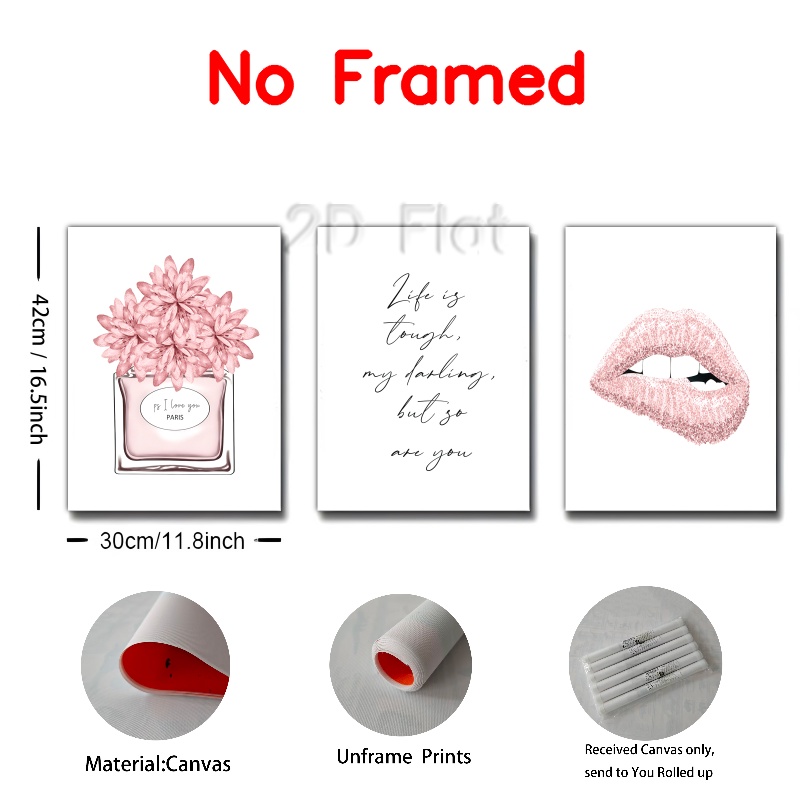 No Framed
2D Flat
42cm / 16.5inch
ps I love you
PARIS
Life is
tough,
my darling,
but so
are you
30cm/11.8inch
Material:Canvas
Unframe Prints
Received Canvas only,
send to You Rolled up